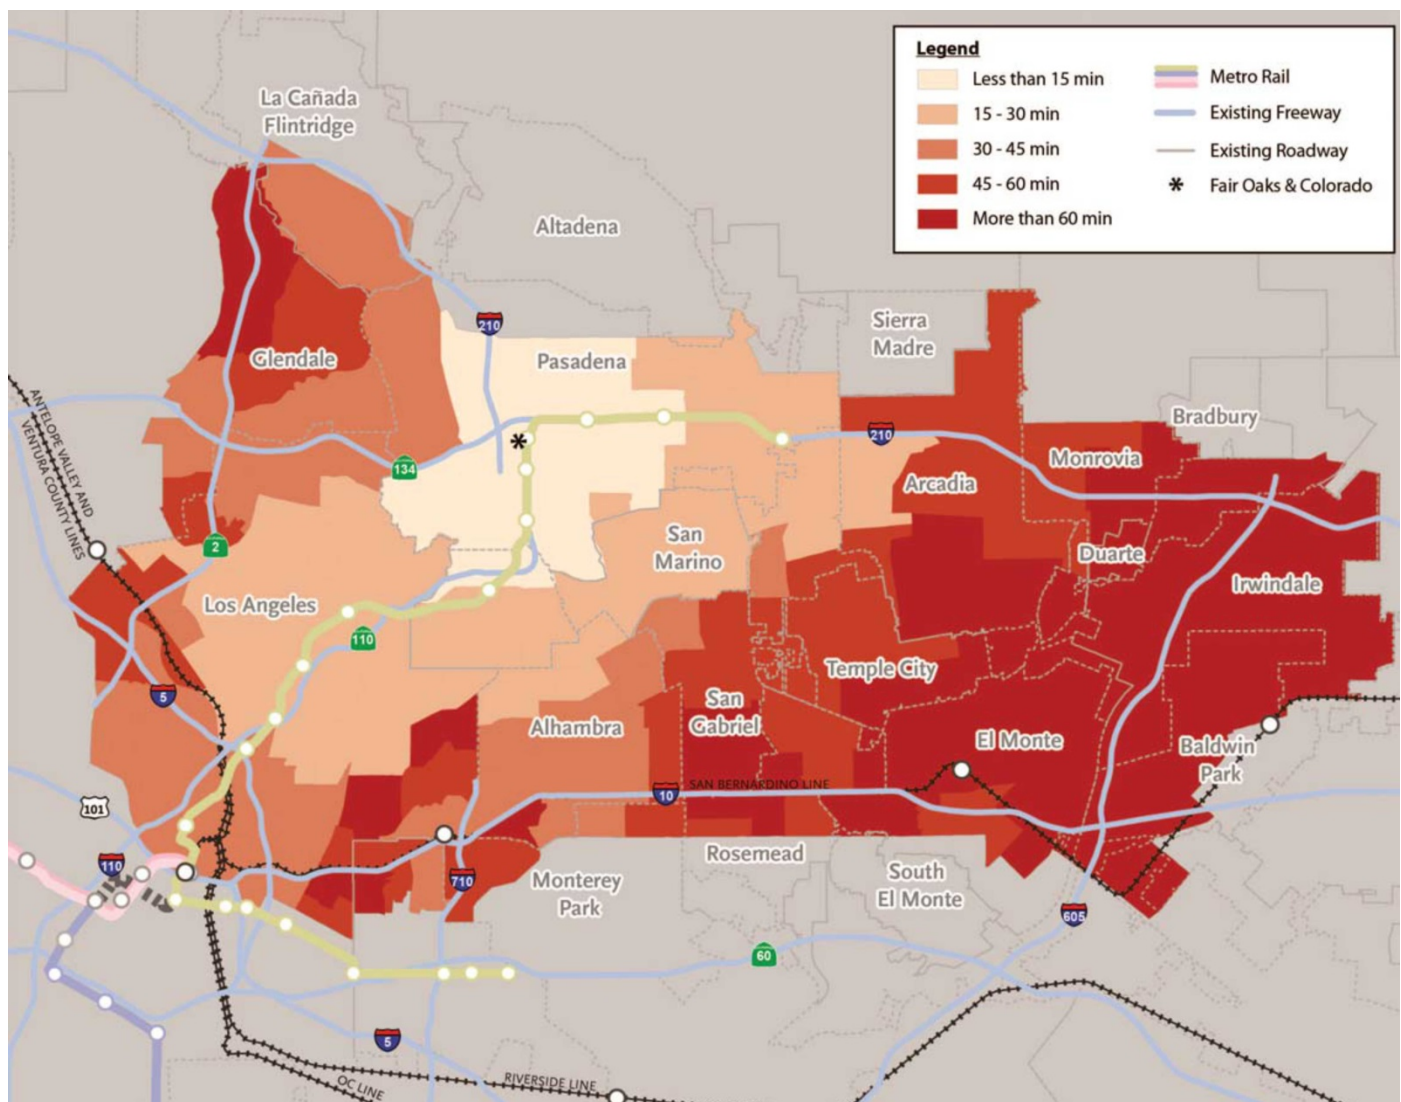 Legend
Less than 15 min
15 - 30 min
30 - 45 min
45 - 60 min
More than 60 min
Metro Rail
Existing Freeway
Existing Roadway
* Fair Oaks & Colorado
La Cañada
Flintridge
Altadena
210
Pasadena
Sierra
Madre
Glendale
Bradbury
210
Monrovia
134
Arcadia
ANTELOPE VALLEY AND
VENTURA COUNTY LINES
*
2
San
Marino
Duarte
Irwindale
Los Angeles
110
Temple City
5
San
Gabriel
Alhambra
El Monte
Baldwin
Park
10
SAN BERNARDINO LINE
101
Rosemead
110
710
Monterey
Park
South
El Monte
605
60
5
RIVERSIDE LINE
OC LINE